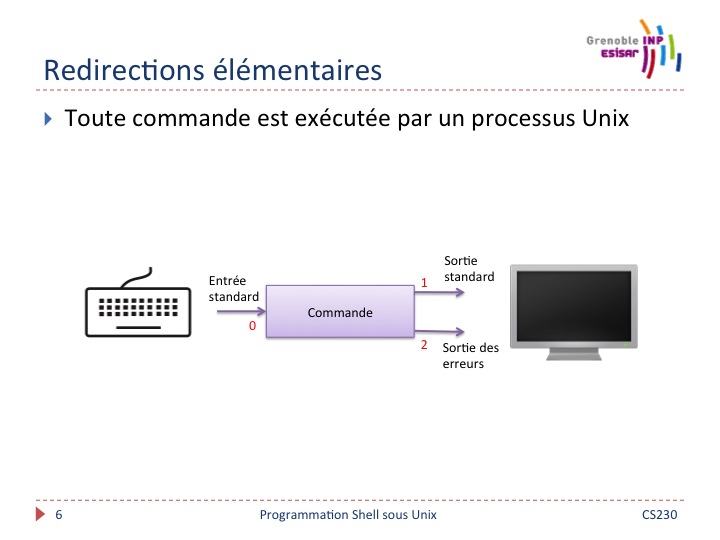 Grenoble INP
ESISAR
Redirections élémentaires
Toute commande est exécutée par un processus Unix
Entrée
standard
0
Commande
1
Sortie
standard
2
Sortie des
erreurs
6
Programmation Shell sous Unix
CS230